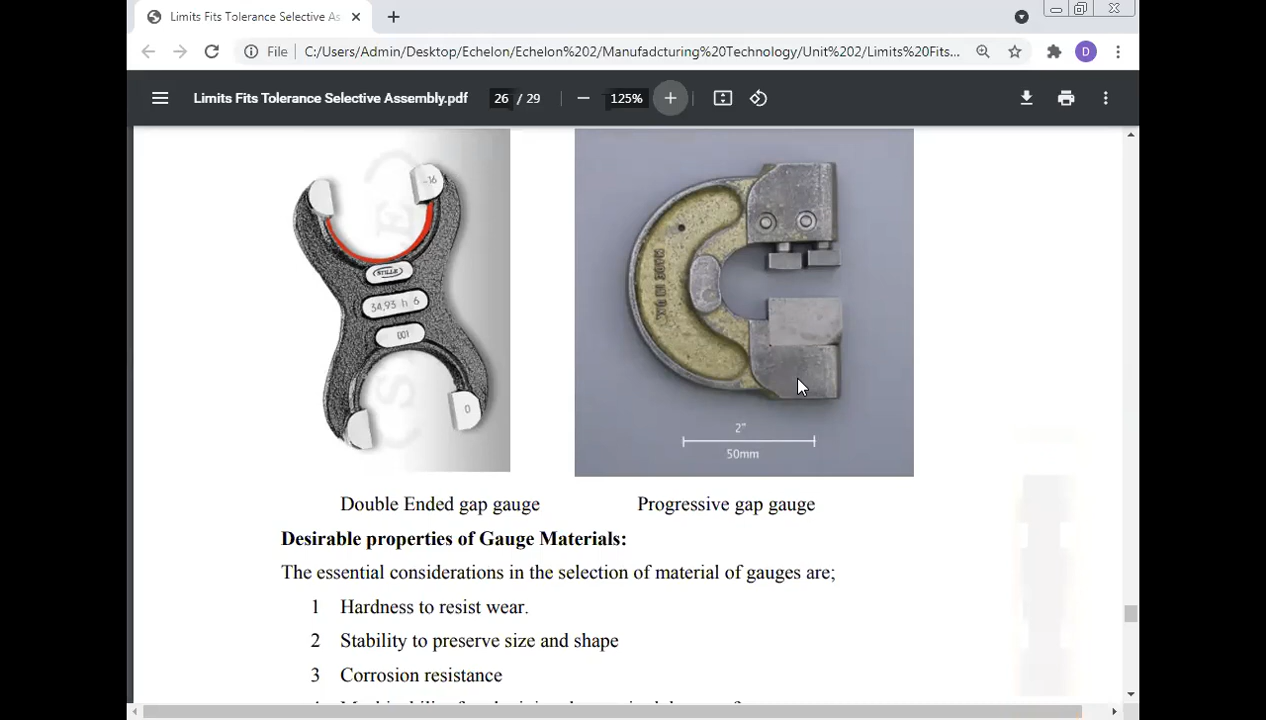 Limits Fits Tolerance Selective As
File C:/Users/Admin/Desktop/Echelon/Echelon%202/Manufadcturing%20Technology/Unit%202/Limits%20Fits...
D
Limits Fits Tolerance Selective Assembly.pdf 26 / 29 125%
-16
STILLE
34,93 h 6
001
0
2"
50mm
Double Ended gap gauge Progressive gap gauge
Desirable properties of Gauge Materials:
The essential considerations in the selection of material of gauges are;
1 Hardness to resist wear.
2 Stability to preserve size and shape
3 Corrosion resistance